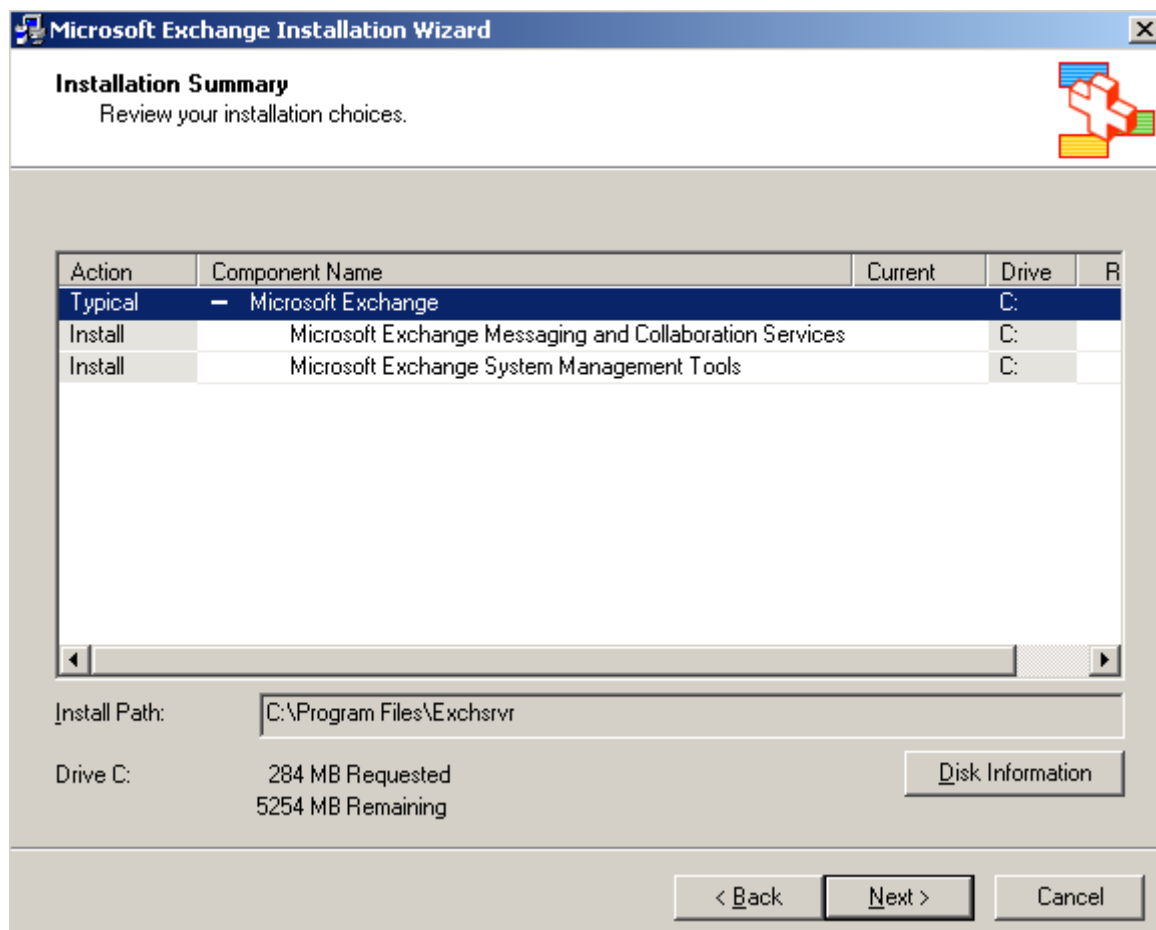 Microsoft Exchange Installation Wizard
Installation Summary
Review your installation choices.
Action Component Name Current Drive R
Typical Microsoft Exchange C:
Install Microsoft Exchange Messaging and Collaboration Services C:
Install Microsoft Exchange System Management Tools C:
Install Path: C:\Program Files\Exchsrvr
Drive C: 284 MB Requested Disk Information
5254 MB Remaining
< Back Next > Cancel